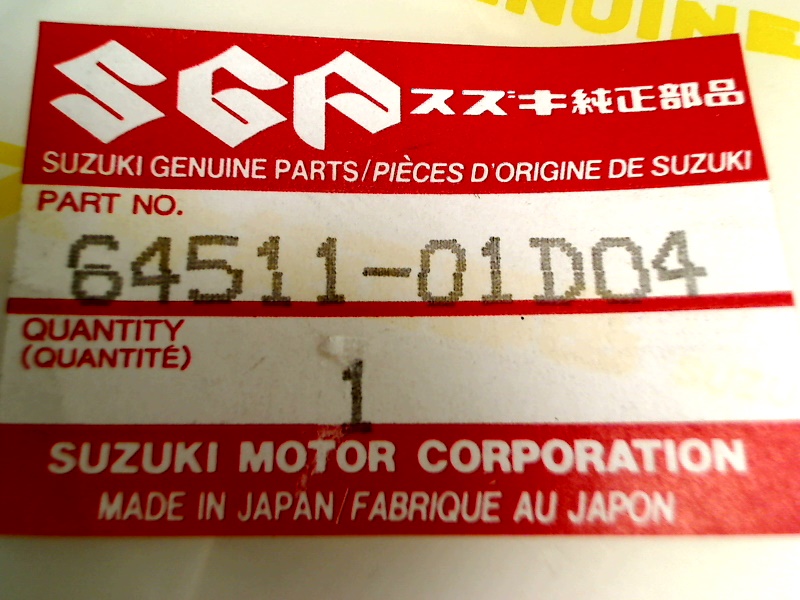 GENUINE
SGP スズキ純正部品
SUZUKI GENUINE PARTS/PIÈCES D'ORIGINE DE SUZUKI
PART NO.
64511-01D04
QUANTITY
(QUANTITÉ)
1
SUZUKI MOTOR CORPORATION
MADE IN JAPAN/FABRIQUE AU JAPON